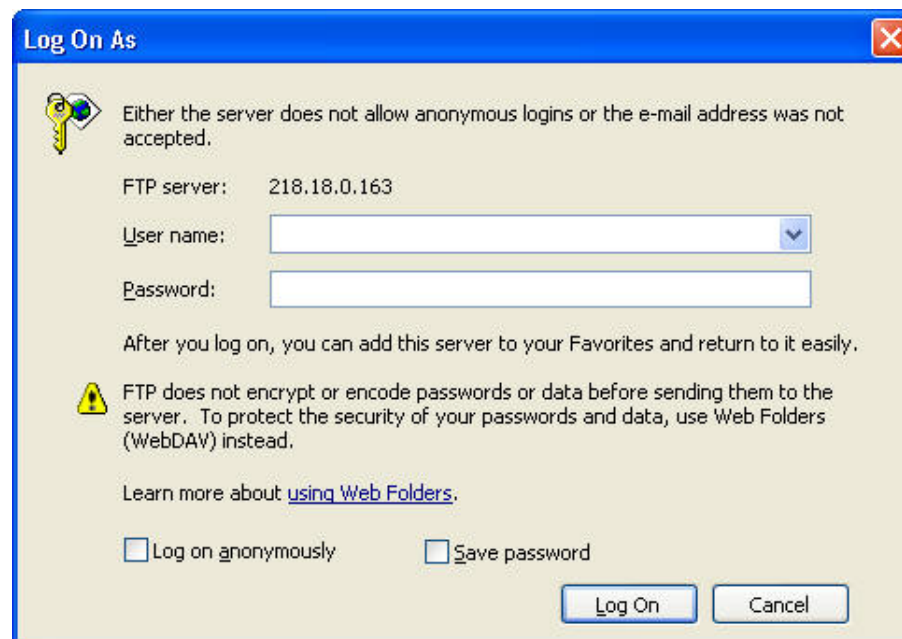 Log On As
Either the server does not allow anonymous logins or the e-mail address was not
accepted.
FTP server: 218.18.0.163
User name:
Password:
After you log on, you can add this server to your Favorites and return to it easily.
FTP does not encrypt or encode passwords or data before sending them to the
server. To protect the security of your passwords and data, use Web Folders
(WebDAV) instead.
Learn more about using Web Folders.
Log on anonymously Save password
Log On Cancel